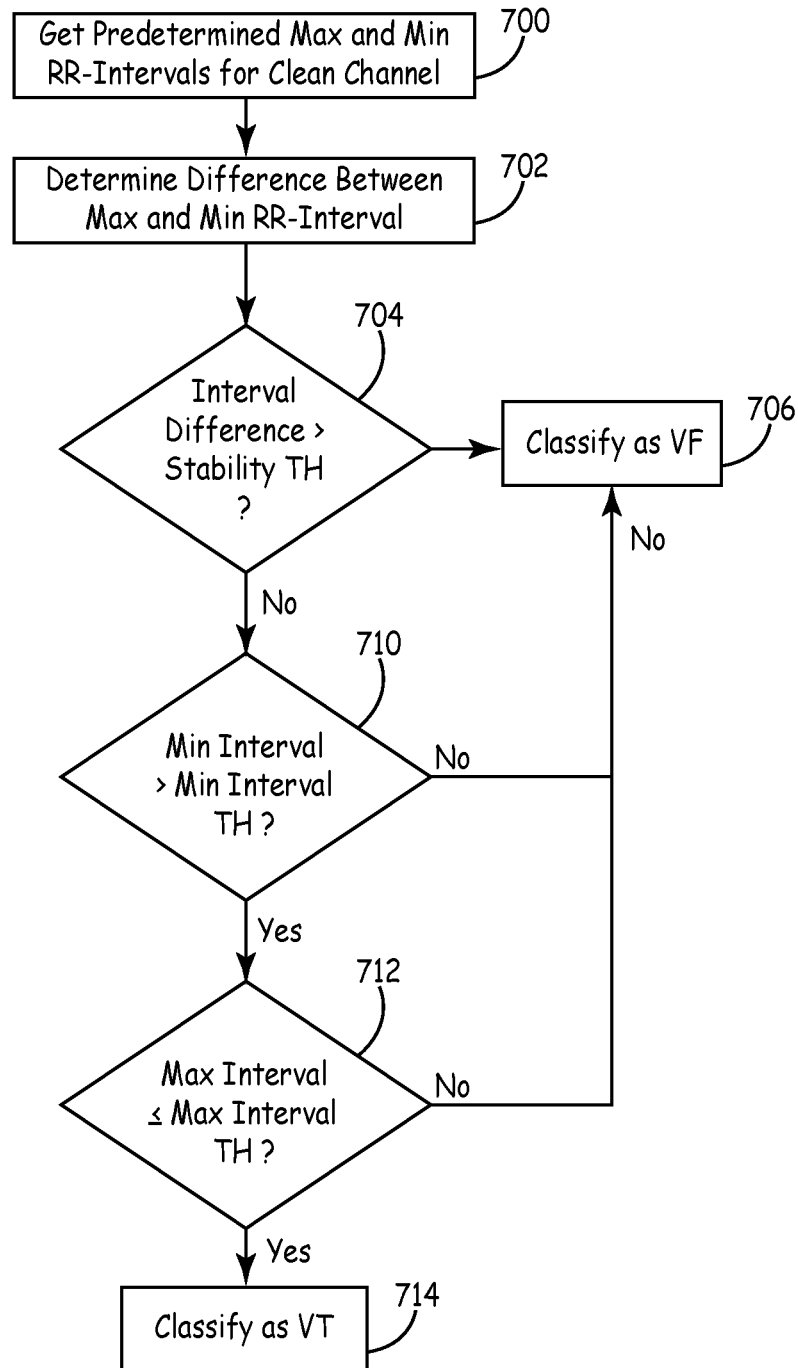 Get Predetermined Max and Min
RR-Intervals for Clean Channel
700
Determine Difference Between
Max and Min RR-Interval
702
704
Interval
Difference >
Stability TH
?
Classify as VF
706
No
No
710
Min Interval
> Min Interval
TH ?
No
Yes
712
Max Interval
≤ Max Interval
TH ?
No
Yes
Classify as VT
714